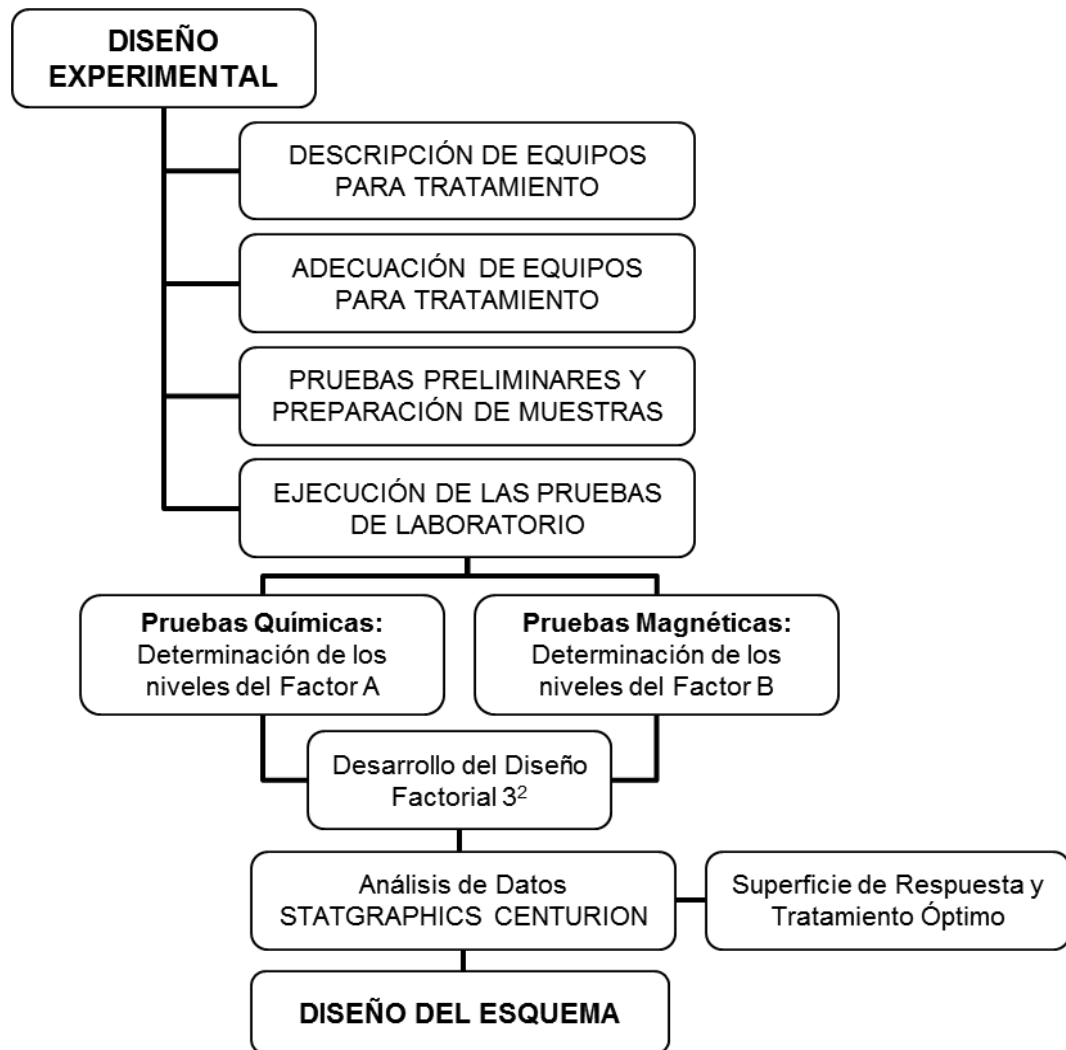 DISEÑO
EXPERIMENTAL
DESCRIPCIÓN DE EQUIPOS
PARA TRATAMIENTO
ADECUACIÓN DE EQUIPOS
PARA TRATAMIENTO
PRUEBAS PRELIMINARES Y
PREPARACIÓN DE MUESTRAS
EJECUCIÓN DE LAS PRUEBAS
DE LABORATORIO
Pruebas Químicas:
Determinación de los
niveles del Factor A
Pruebas Magnéticas:
Determinación de los
niveles del Factor B
Desarrollo del Diseño
Factorial 3²
Análisis de Datos
STATGRAPHICS CENTURION
Superficie de Respuesta y
Tratamiento Óptimo
DISEÑO DEL ESQUEMA